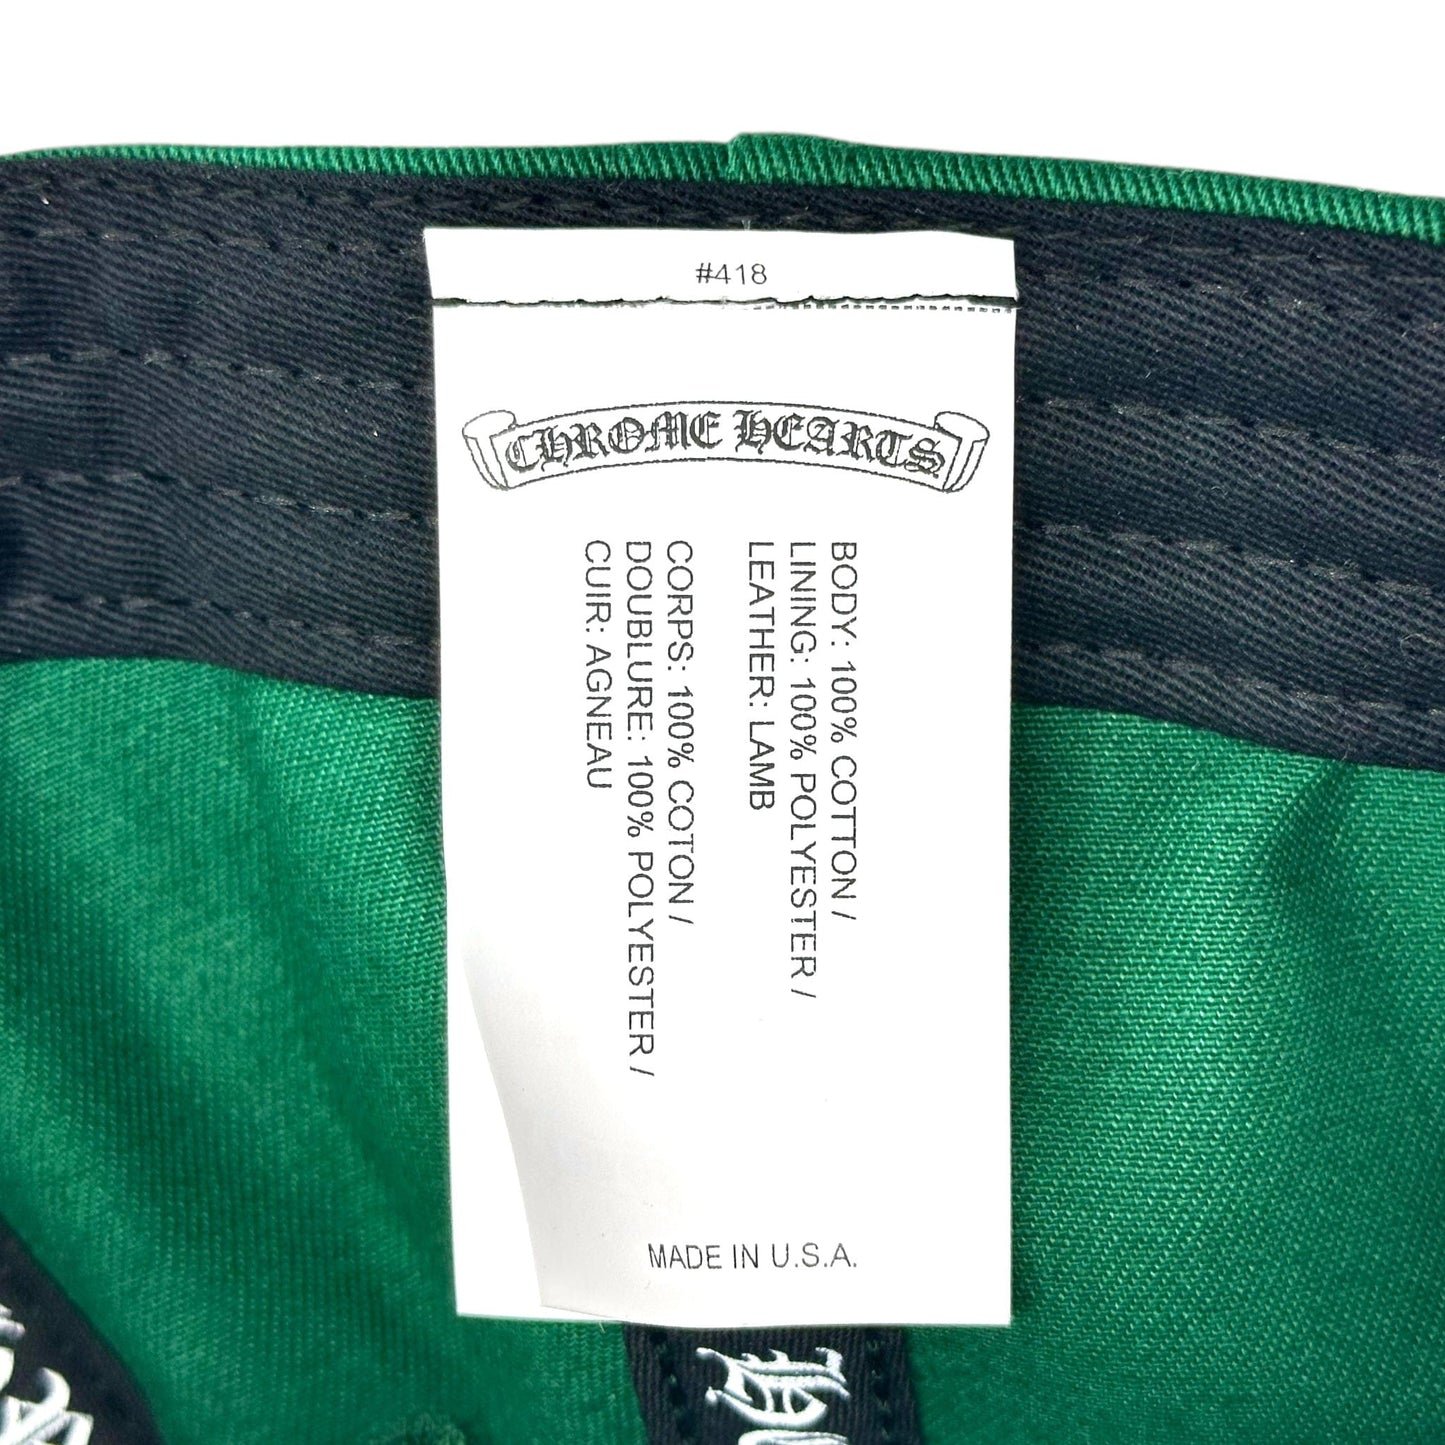 #418
CHROME HEARTS
BODY: 100% COTTON /
LINING: 100% POLYESTER /
LEATHER: LAMB
CORPS: 100% COTON /
DOUBLURE: 100% POLYESTER /
CUIR: AGNEAU
MADE IN U.S.A.